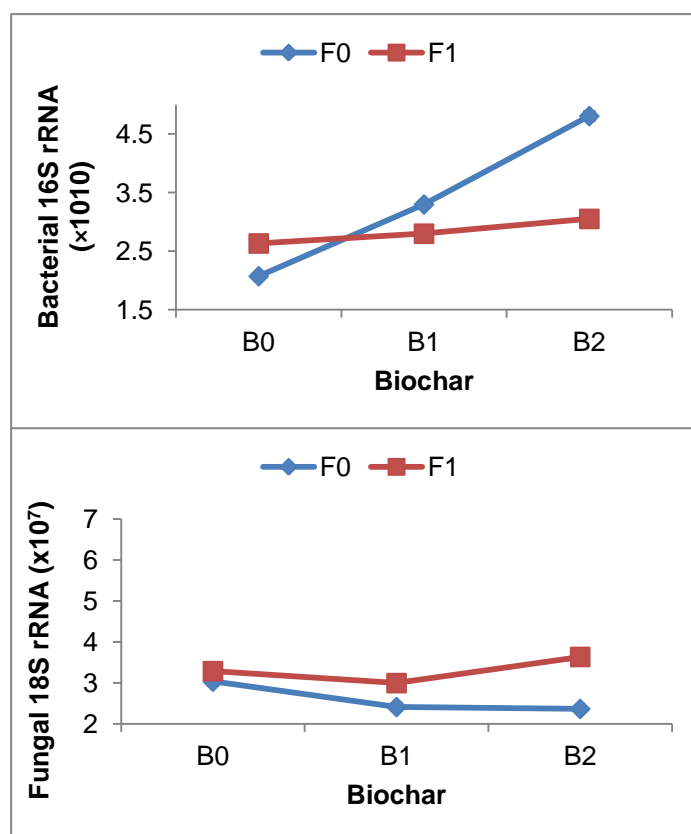 F0 F1
Bacterial 16S rRNA
(×1010)
4.5
3.5
2.5
1.5
B0 B1 B2
Biochar
F0 F1
Fungal 18S rRNA (x10⁷)
7
6
5
4
3
2
B0 B1 B2
Biochar